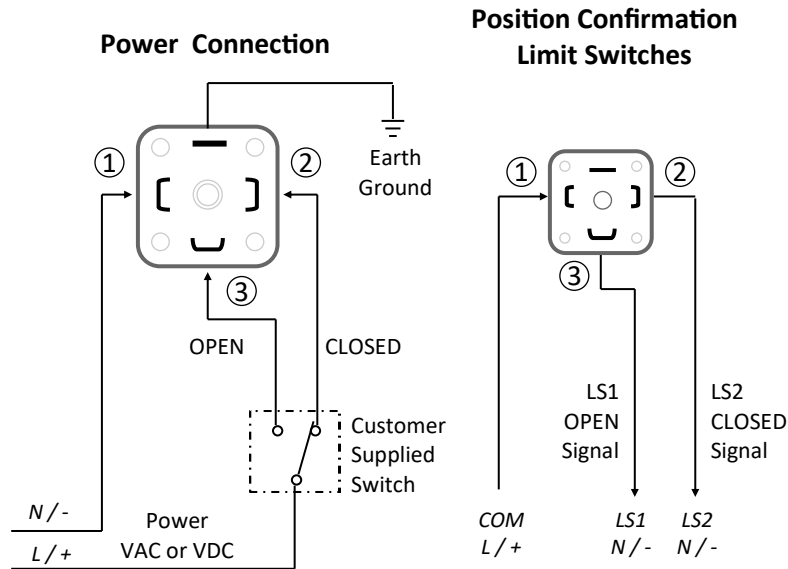 Power Connection
Earth
Ground
①
②
③
OPEN
CLOSED
Customer
Supplied
Switch
N / -
Power
L / +
VAC or VDC
Position Confirmation
Limit Switches
①
②
③
LS1
OPEN
Signal
LS2
CLOSED
Signal
COM
L / +
LS1
N / -
LS2
N / -